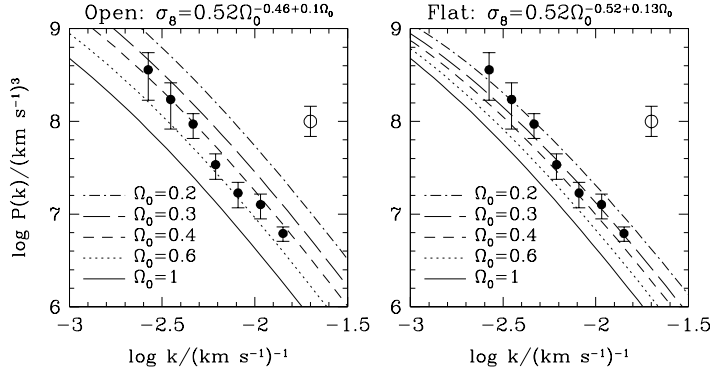 Open: σ₈=0.52Ω₀^(−0.46+0.1Ω₀)
Flat: σ₈=0.52Ω₀^(−0.52+0.13Ω₀)
log P(k)/(km s⁻¹)³
9
8
7
6
Ω₀=0.2
Ω₀=0.3
Ω₀=0.4
Ω₀=0.6
Ω₀=1
-3
-2.5
-2
-1.5
log k/(km s⁻¹)⁻¹
9
8
7
6
Ω₀=0.2
Ω₀=0.3
Ω₀=0.4
Ω₀=0.6
Ω₀=1
-3
-2.5
-2
-1.5
log k/(km s⁻¹)⁻¹